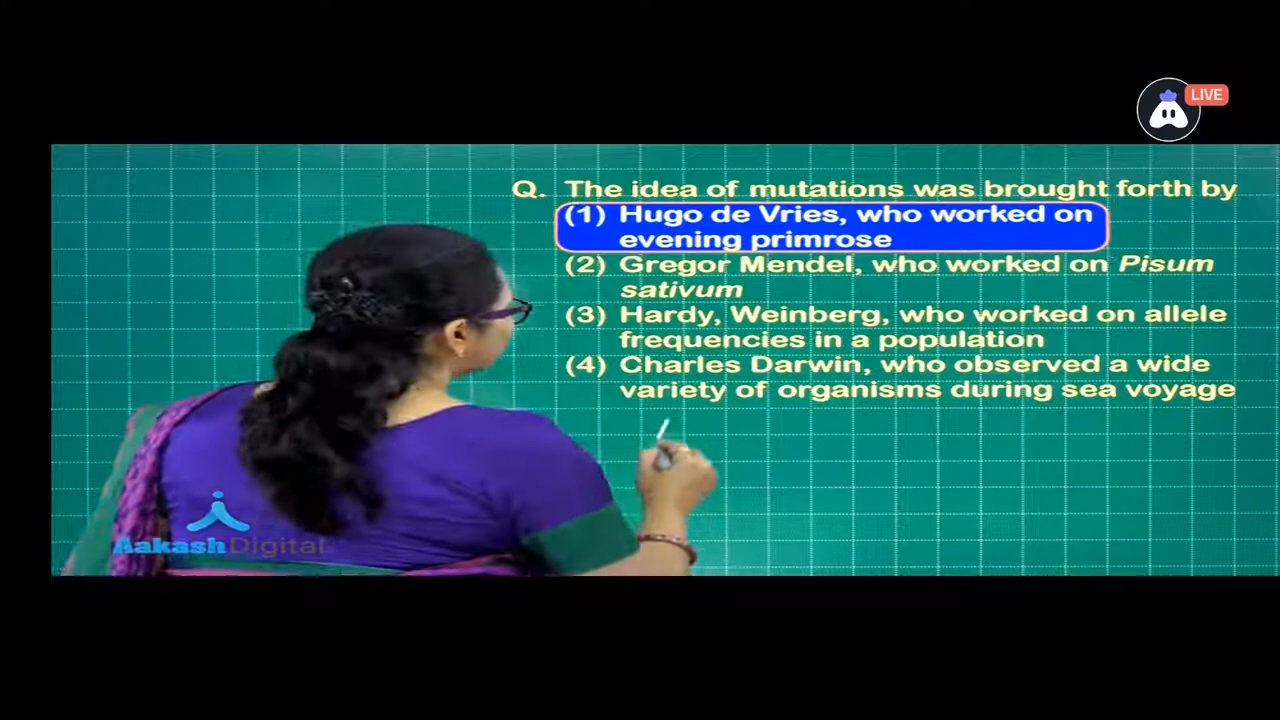 LIVE
Q. The idea of mutations was brought forth by
(1) Hugo de Vries, who worked on
evening primrose
(2) Gregor Mendel, who worked on Pisum
sativum
(3) Hardy, Weinberg, who worked on allele
frequencies in a population
(4) Charles Darwin, who observed a wide
variety of organisms during sea voyage
Aakash Digital